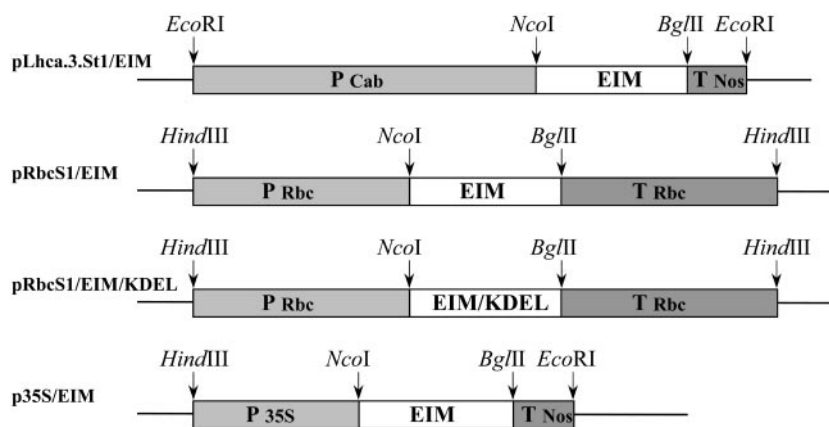 EcoRI NcoI BglII EcoRI
pLhca.3.St1/EIM
P Cab EIM T Nos
HindIII NcoI BglII HindIII
pRbcS1/EIM
P Rbc EIM T Rbc
HindIII NcoI BglII HindIII
pRbcS1/EIM/KDEL
P Rbc EIM/KDEL T Rbc
HindIII NcoI BglII EcoRI
p35S/EIM
P 35S EIM T Nos